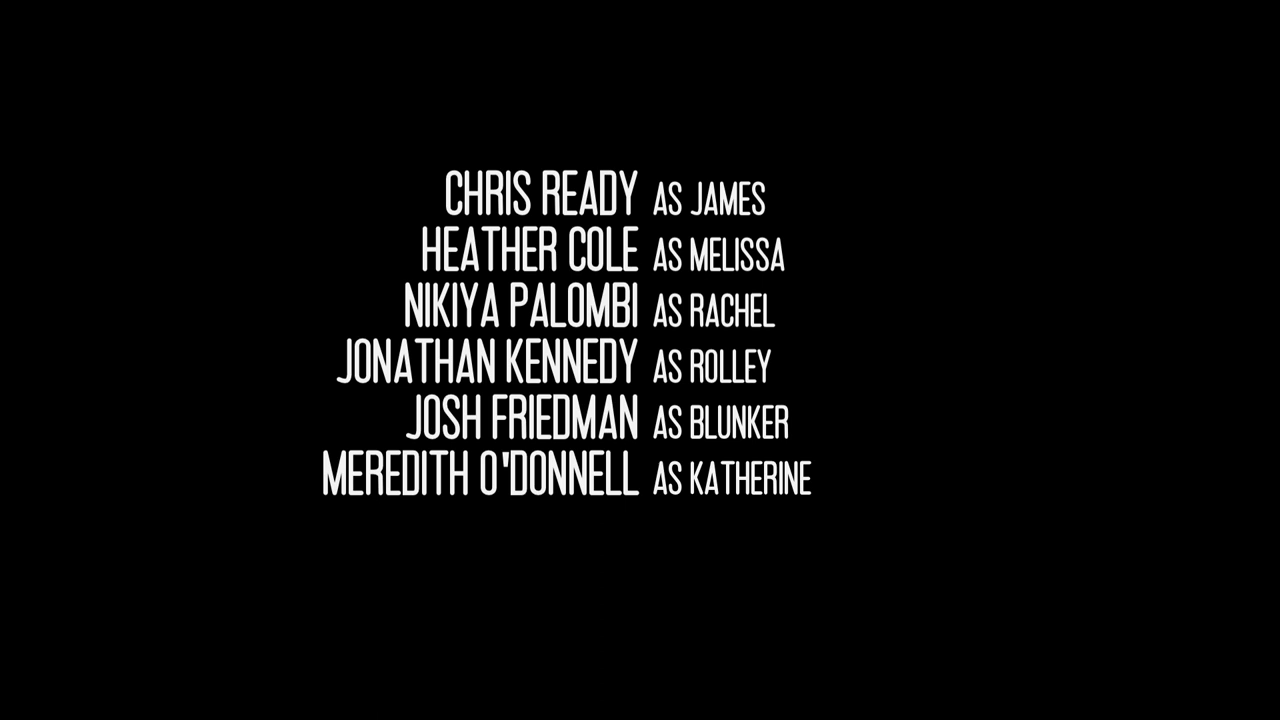 CHRIS READY AS JAMES
HEATHER COLE AS MELISSA
NIKIYA PALOMBI AS RACHEL
JONATHAN KENNEDY AS ROLLEY
JOSH FRIEDMAN AS BLUNKER
MEREDITH O'DONNELL AS KATHERINE